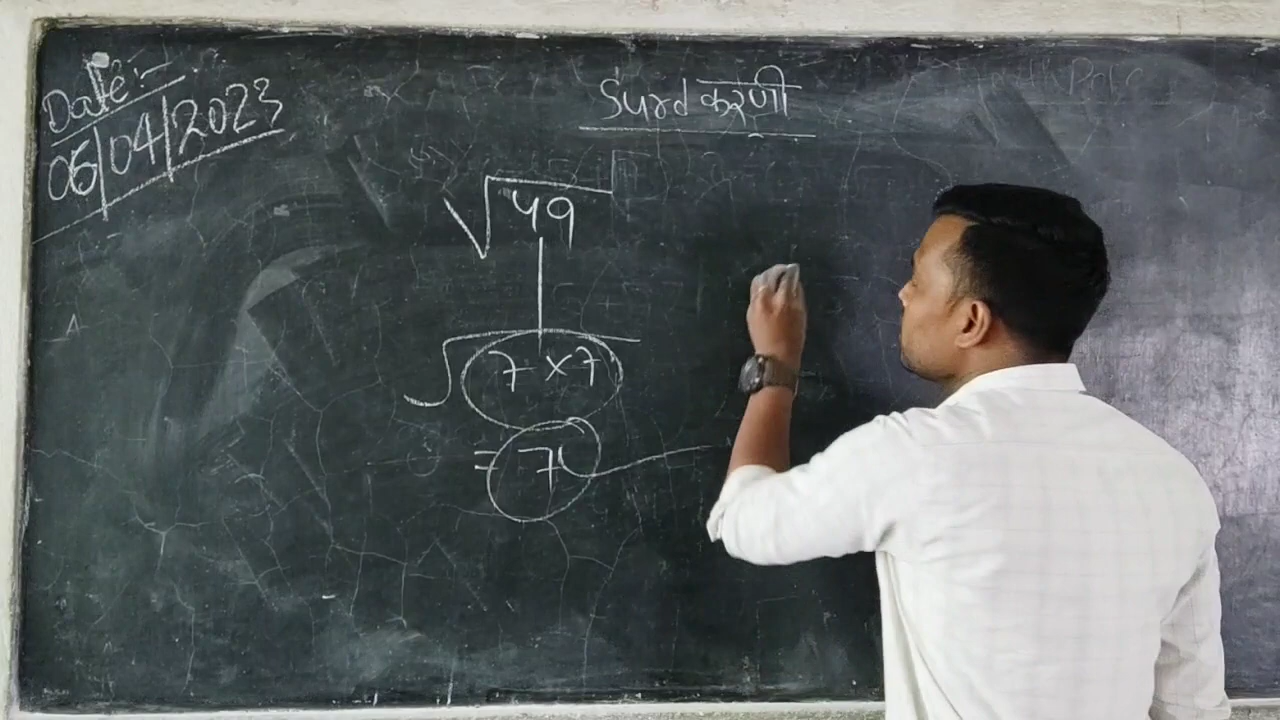 Date:-
06/04/2023
Surd करणी
√49
√7×7
= 7